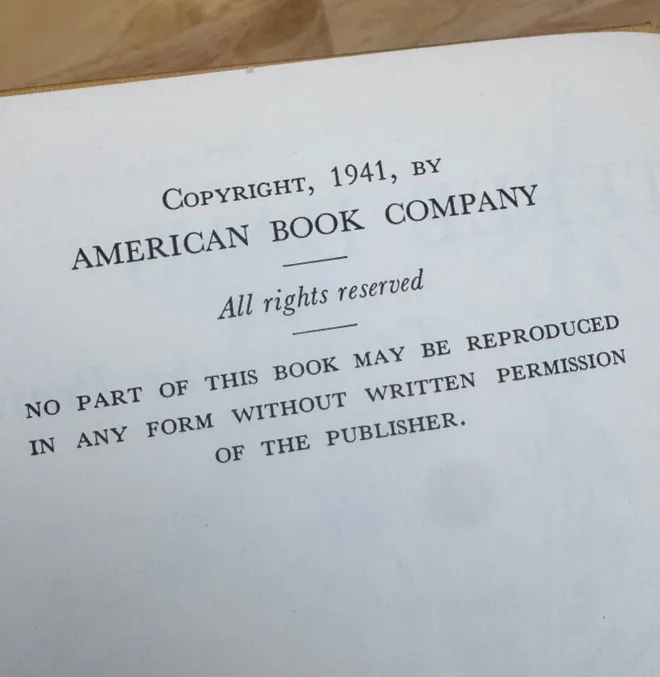 COPYRIGHT, 1941, BY
AMERICAN BOOK COMPANY
All rights reserved
NO PART OF THIS BOOK MAY BE REPRODUCED
IN ANY FORM WITHOUT WRITTEN PERMISSION
OF THE PUBLISHER.